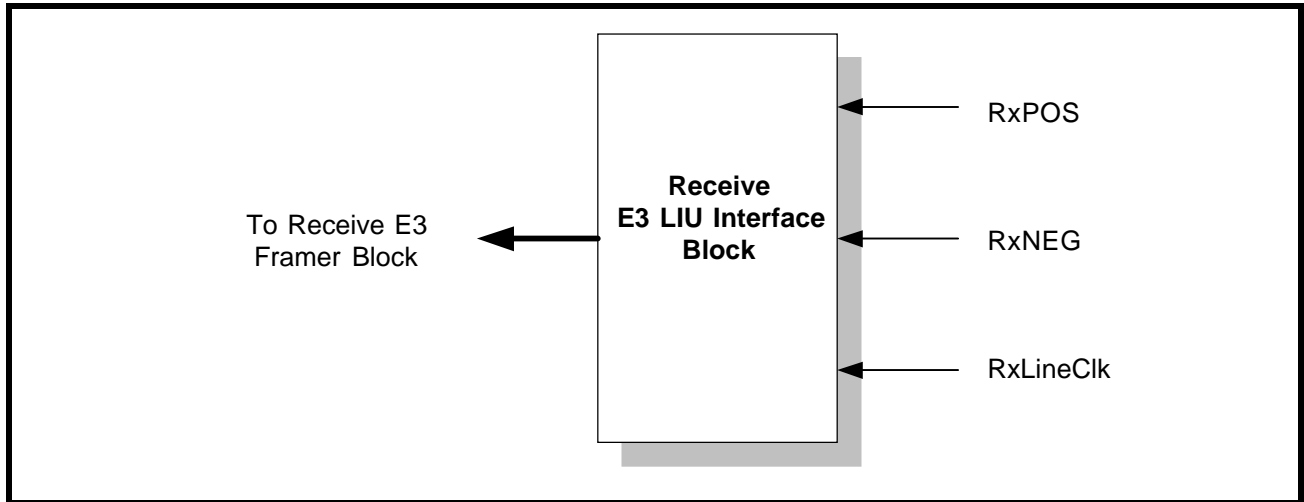 RxPOS
Receive
E3 LIU Interface
Block
To Receive E3
Framer Block
RxNEG
RxLineClk